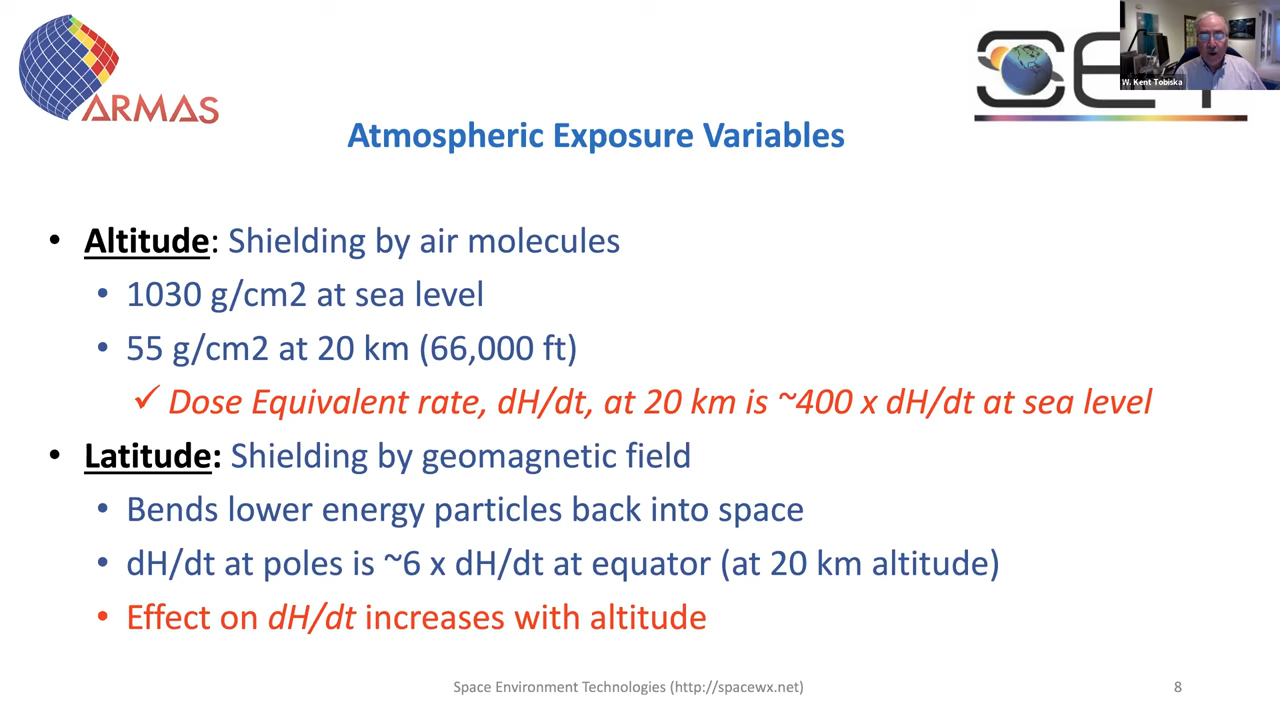 ARMAS
SET
W. Kent Tobiska
Atmospheric Exposure Variables
• Altitude: Shielding by air molecules
• 1030 g/cm2 at sea level
• 55 g/cm2 at 20 km (66,000 ft)
✓ Dose Equivalent rate, dH/dt, at 20 km is ~400 x dH/dt at sea level
• Latitude: Shielding by geomagnetic field
• Bends lower energy particles back into space
• dH/dt at poles is ~6 x dH/dt at equator (at 20 km altitude)
• Effect on dH/dt increases with altitude
Space Environment Technologies (http://spacewx.net)
8